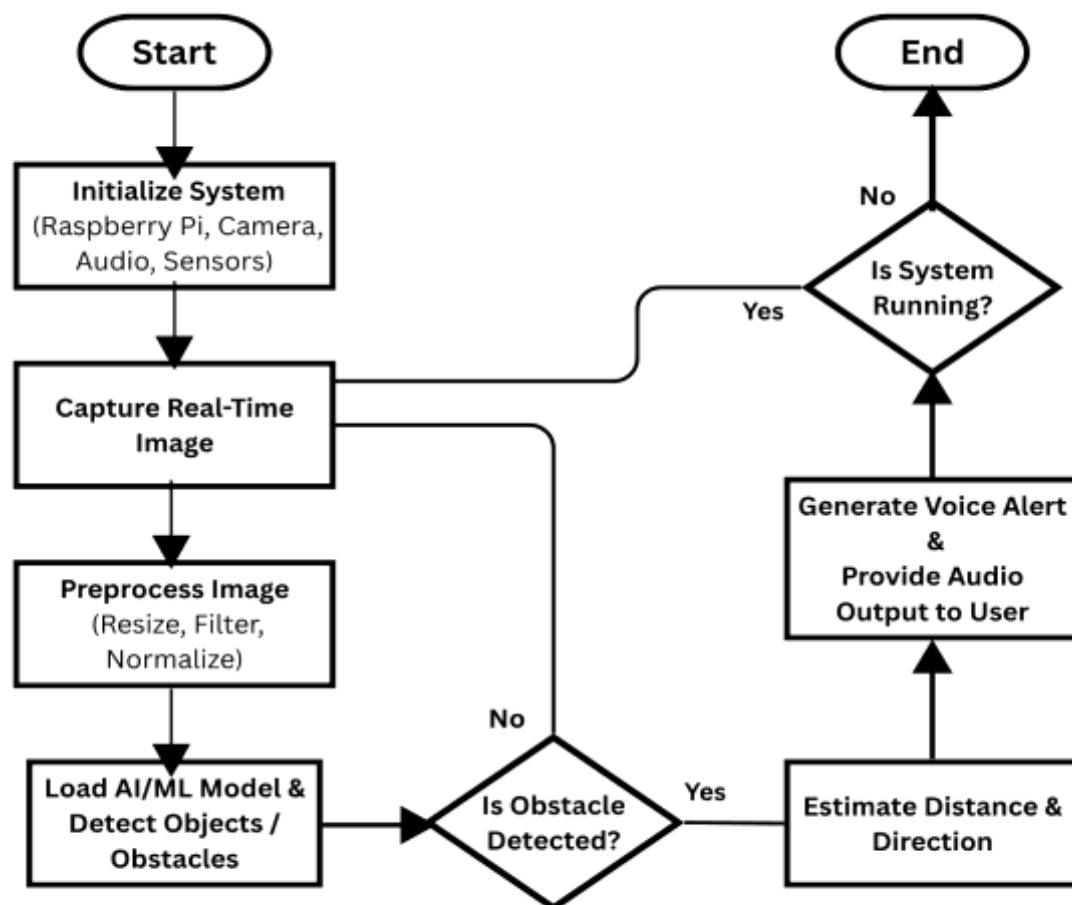 Start
Initialize System
(Raspberry Pi, Camera,
Audio, Sensors)
Capture Real-Time
Image
Preprocess Image
(Resize, Filter,
Normalize)
Load AI/ML Model &
Detect Objects /
Obstacles
No
Is Obstacle
Detected?
Yes
Estimate Distance &
Direction
Generate Voice Alert
&
Provide Audio
Output to User
Is System
Running?
Yes
No
End